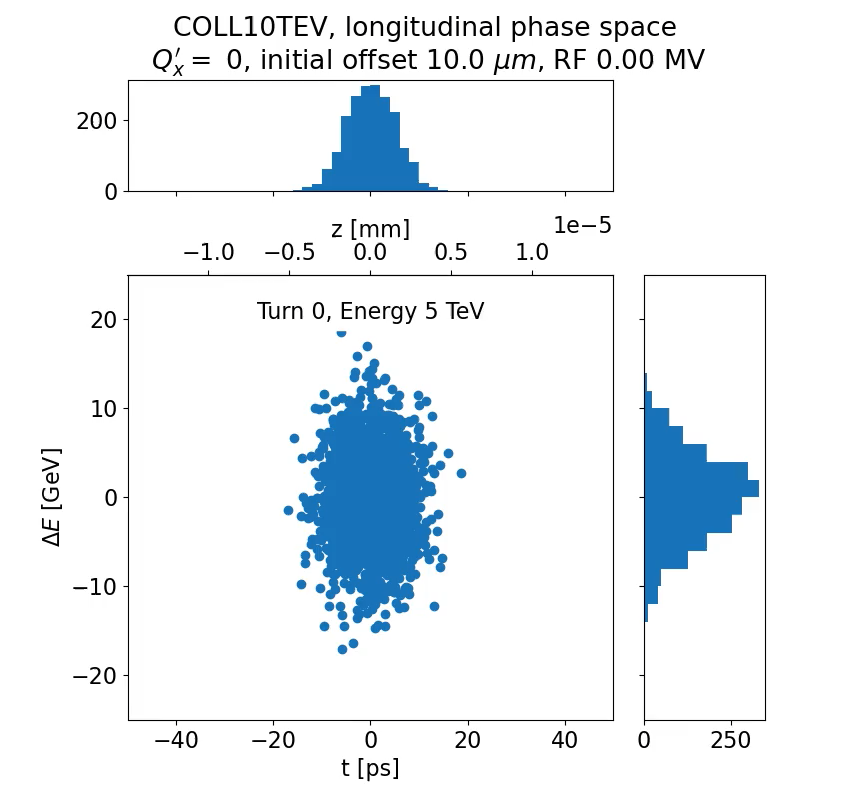 COLL10TEV, longitudinal phase space
Q′x = 0, initial offset 10.0 μm, RF 0.00 MV
200
0
z [mm]
1e−5
−1.0 −0.5 0.0 0.5 1.0
Turn 0, Energy 5 TeV
20
10
0
−10
−20
ΔE [GeV]
−40 −20 0 20 40
0 250
t [ps]